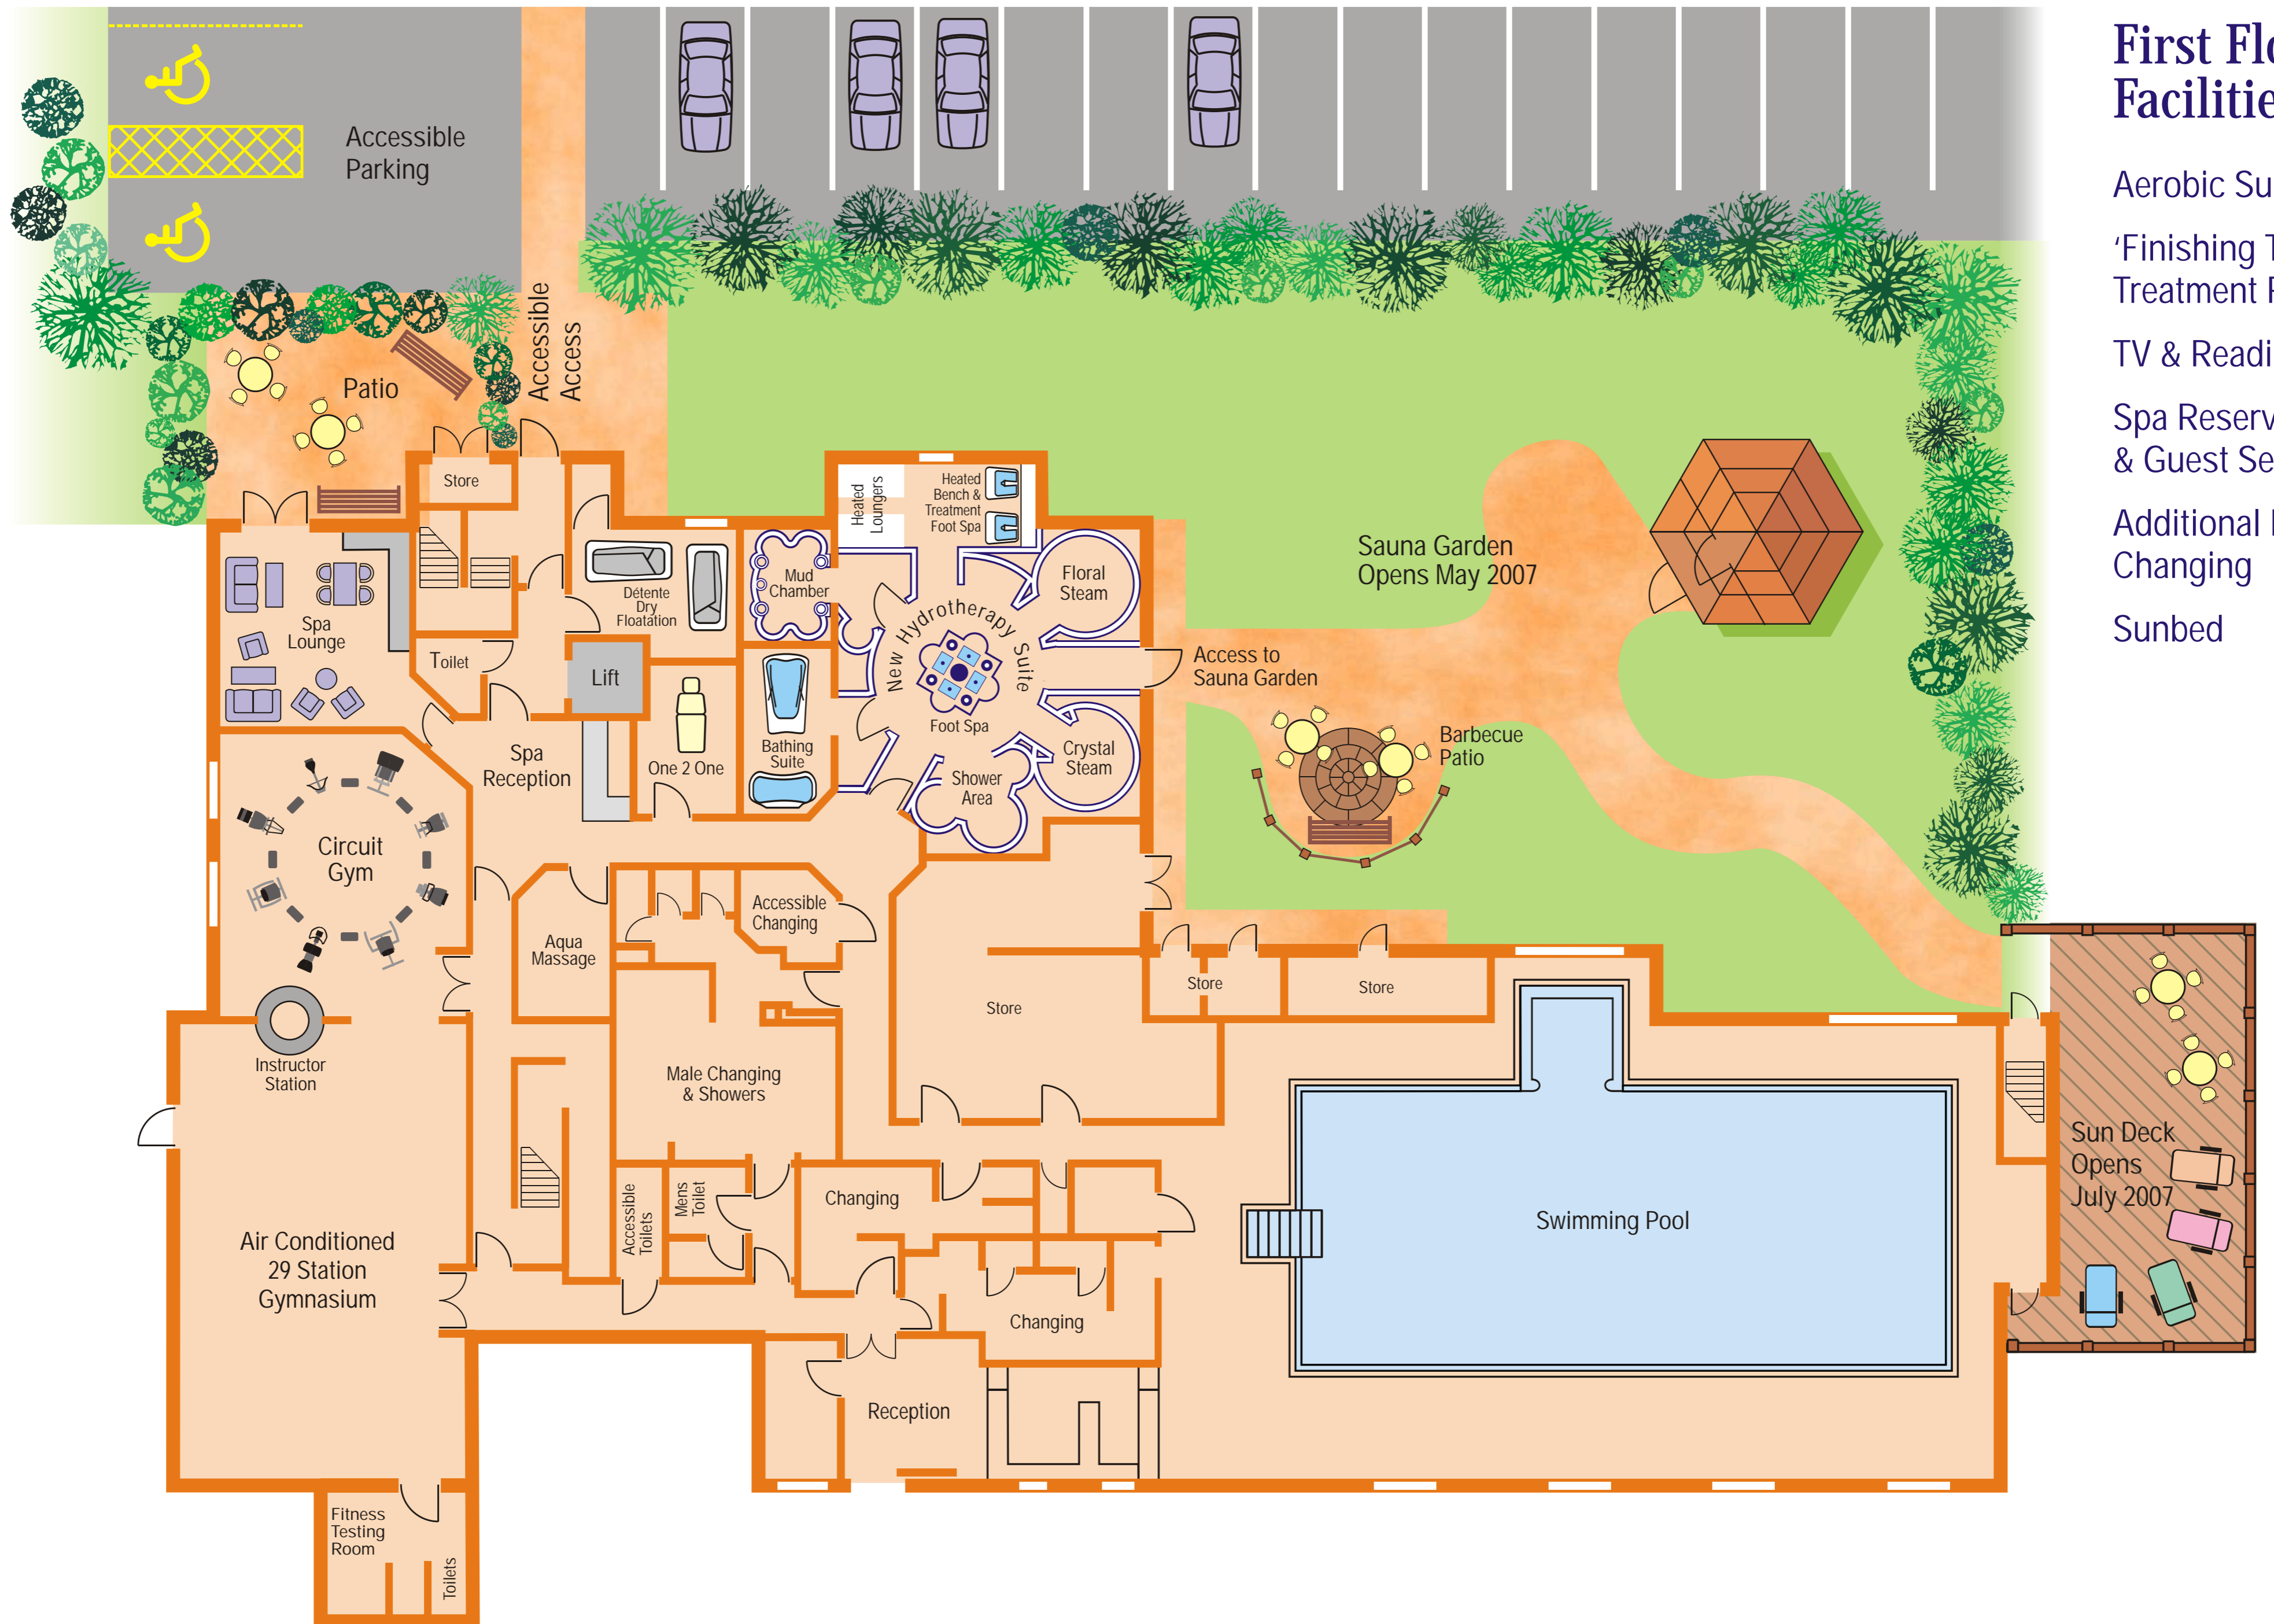 Accessible
Parking
Accessible
Access
Patio
First Flo
Facilitie
Aerobic Su
'Finishing T
Treatment
TV & Readi
Spa Reserv
& Guest Se
Additional
Changing
Sunbed
Store
Heated
Loungers
Heated
Bench &
Treatment
Foot Spa
Spa
Lounge
Détente
Dry
Floatation
Mud
Chamber
Floral
Steam
New Hydrotherapy Suite
Foot Spa
Sauna Garden
Opens May 2007
Toilet
Lift
Access to
Sauna Garden
Spa
Reception
One 2 One
Bathing
Suite
Crystal
Steam
Shower
Area
Barbecue
Patio
Circuit
Gym
Aqua
Massage
Accessible
Changing
Store
Store
Store
Instructor
Station
Male Changing
& Showers
Sun Deck
Opens
July 2007
Accessible
Toilets
Mens
Toilet
Changing
Swimming Pool
Air Conditioned
29 Station
Gymnasium
Changing
Reception
Fitness
Testing
Room
Toilets